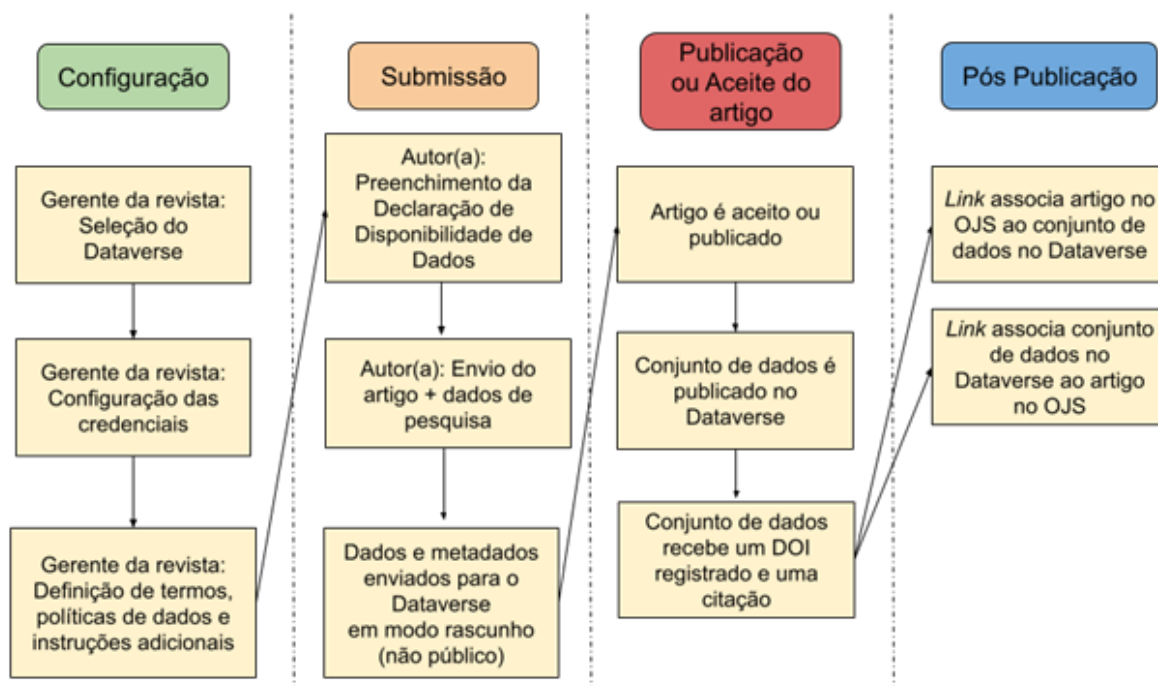 Configuração
Gerente da revista:
Seleção do
Dataverse
Gerente da revista:
Configuração das
credenciais
Gerente da revista:
Definição de termos,
políticas de dados e
instruções adicionais
Submissão
Autor(a):
Preenchimento da
Declaração de
Disponibilidade de
Dados
Autor(a): Envio do
artigo + dados de
pesquisa
Dados e metadados
enviados para o
Dataverse
em modo rascunho
(não público)
Publicação
ou Aceite do
artigo
Artigo é aceito ou
publicado
Conjunto de dados é
publicado no
Dataverse
Conjunto de dados
recebe um DOI
registrado e uma
citação
Pós Publicação
Link associa artigo no
OJS ao conjunto de
dados no Dataverse
Link associa conjunto
de dados no
Dataverse ao artigo
no OJS